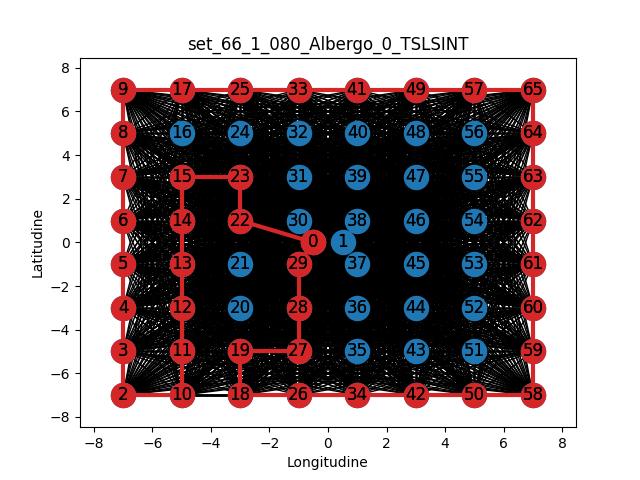 set_66_1_080_Albergo_0_TSLSINT
8
9 17 25 33 41 49 57 65
6
8 16 24 32 40 48 56 64
4
7 15 23 31 39 47 55 63
2
6 14 22 30 38 46 54 62
Latitudine
0
0 1
5 13 21 29 37 45 53 61
−2
4 12 20 28 36 44 52 60
−4
3 11 19 27 35 43 51 59
−6
2 10 18 26 34 42 50 58
−8
−8 −6 −4 −2 0 2 4 6 8
Longitudine